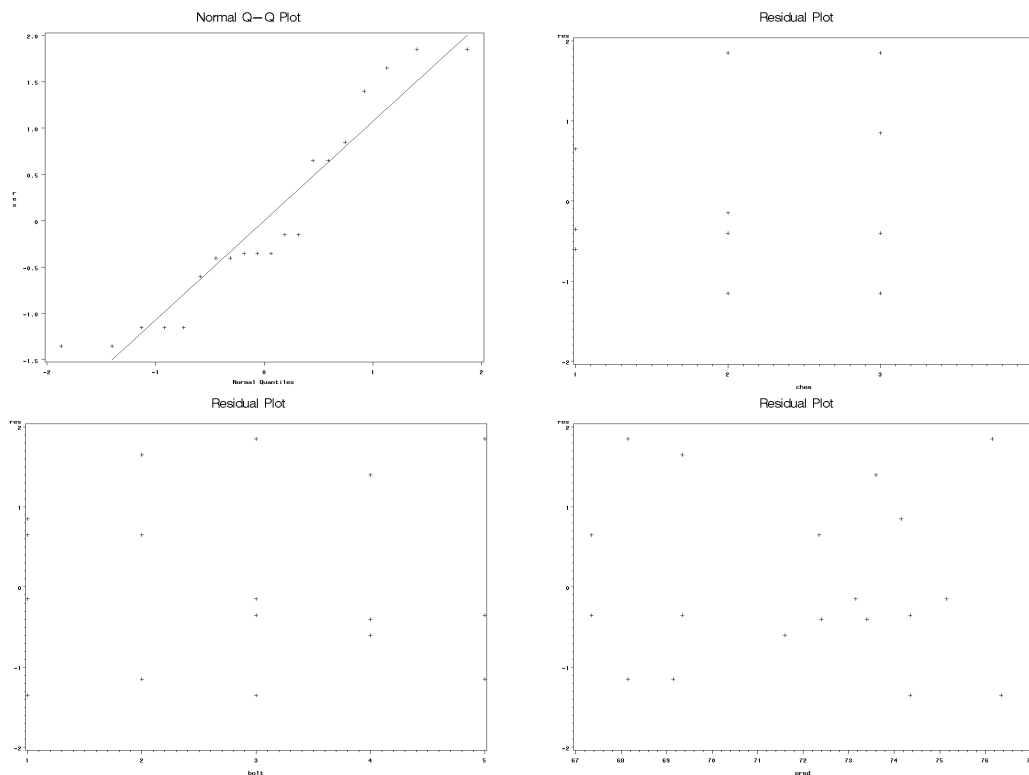 Normal Q−Q Plot
2.0
1.5
1.0
0.5
0
-0.5
-1.0
-1.5
res
-2 -1 0 1 2
Normal Quantiles
Residual Plot
res
2
1
0
-1
-2
1 2 3
chem
Residual Plot
res
2
1
0
-1
-2
1 2 3 4 5
bolt
Residual Plot
res
2
1
0
-1
-2
67 68 69 70 71 72 73 74 75 76
pred